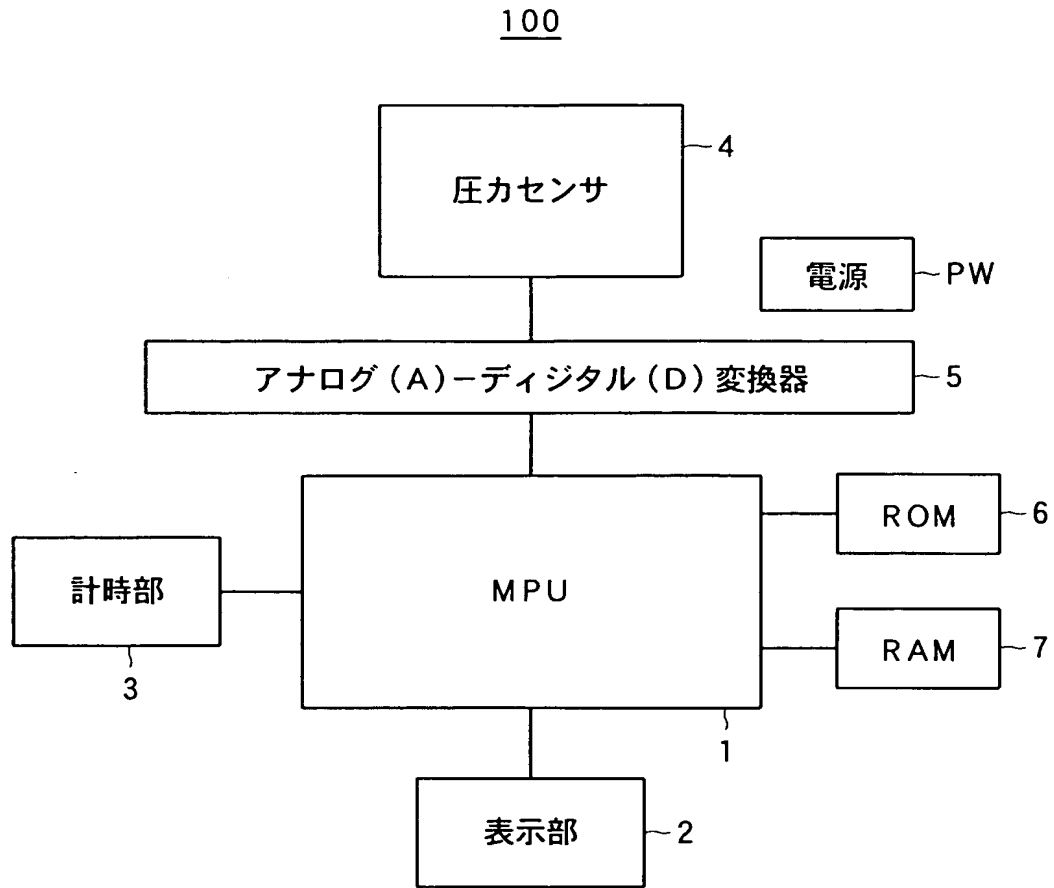 100
圧力センサ
4
電源
PW
アナログ(A)-ディジタル(D)変換器
5
ROM
6
計時部
MPU
RAM
7
3
1
表示部
2